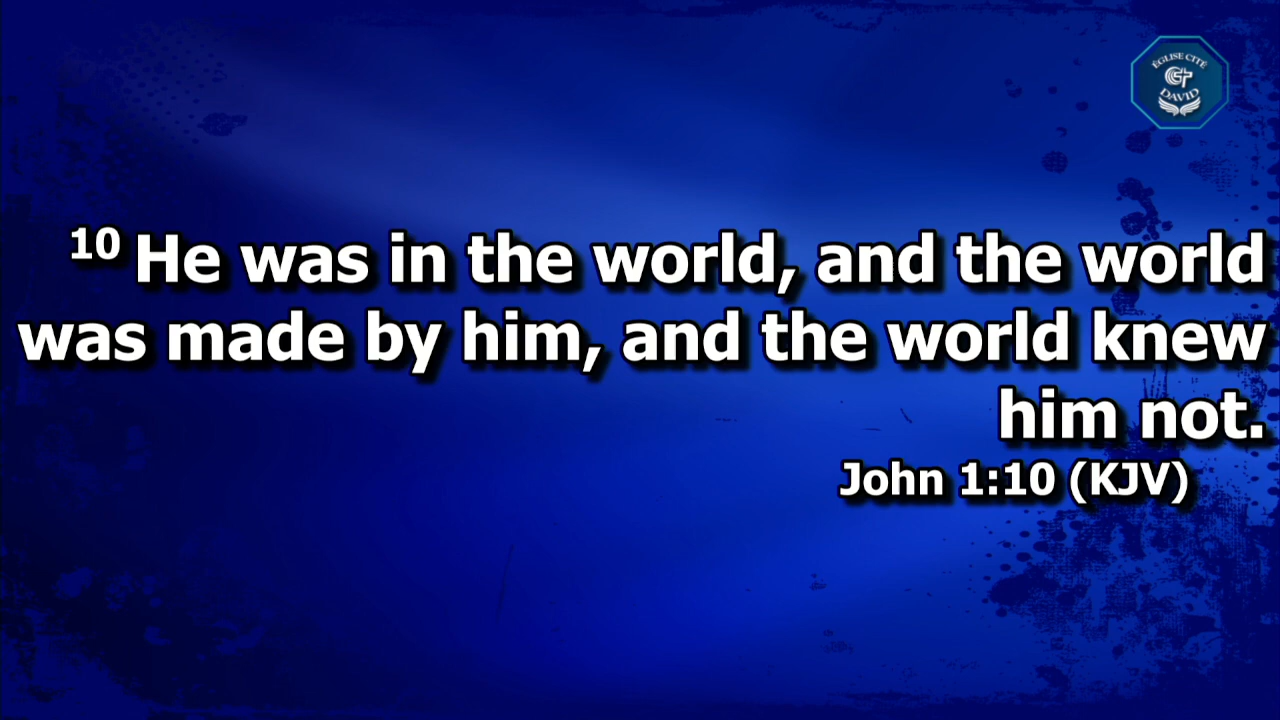 ÉGLISE CITÉ
DAVID
10 He was in the world, and the world
was made by him, and the world knew
him not.
John 1:10 (KJV)